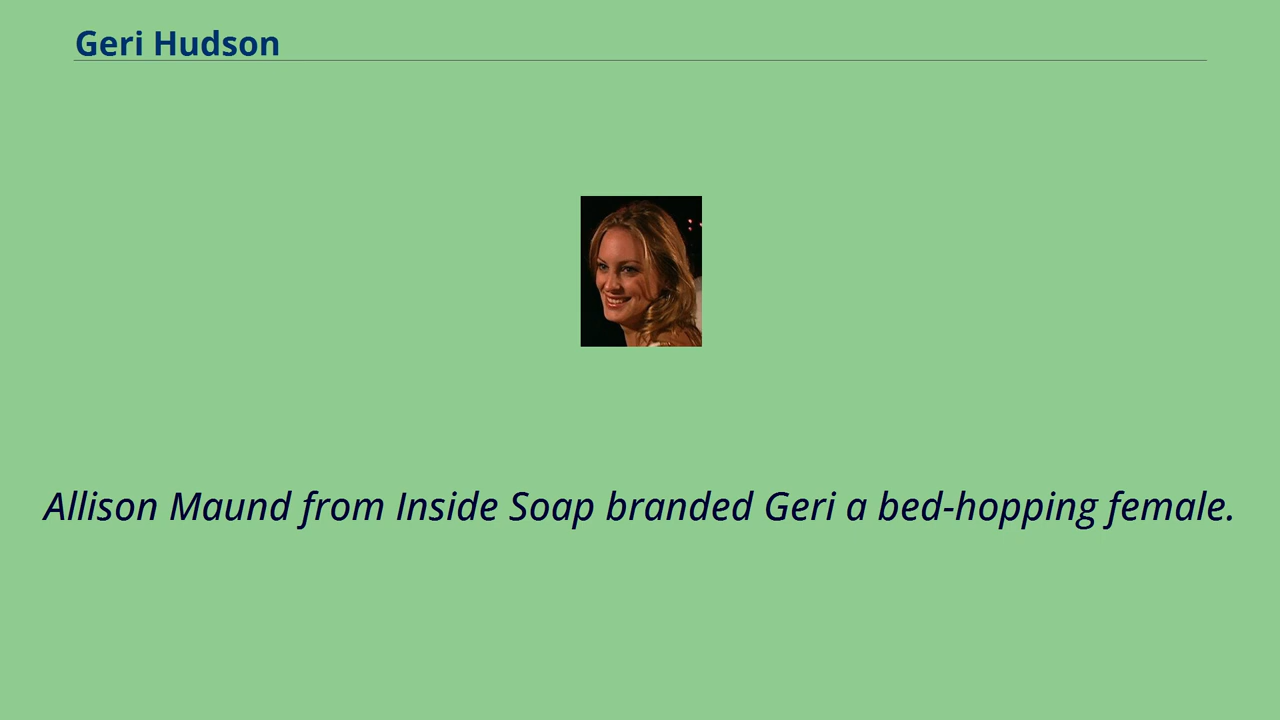 Geri Hudson
Allison Maund from Inside Soap branded Geri a bed-hopping female.